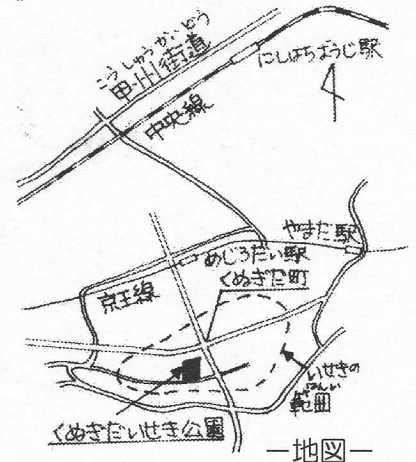 こうしゅうかいどう
甲州街道
にしはちおうじ駅
中央線
やまだ駅
めじろだい駅
くぬぎだ町
京王線
いせきの
はんい
範囲
くぬぎだいせき公園
―地図―